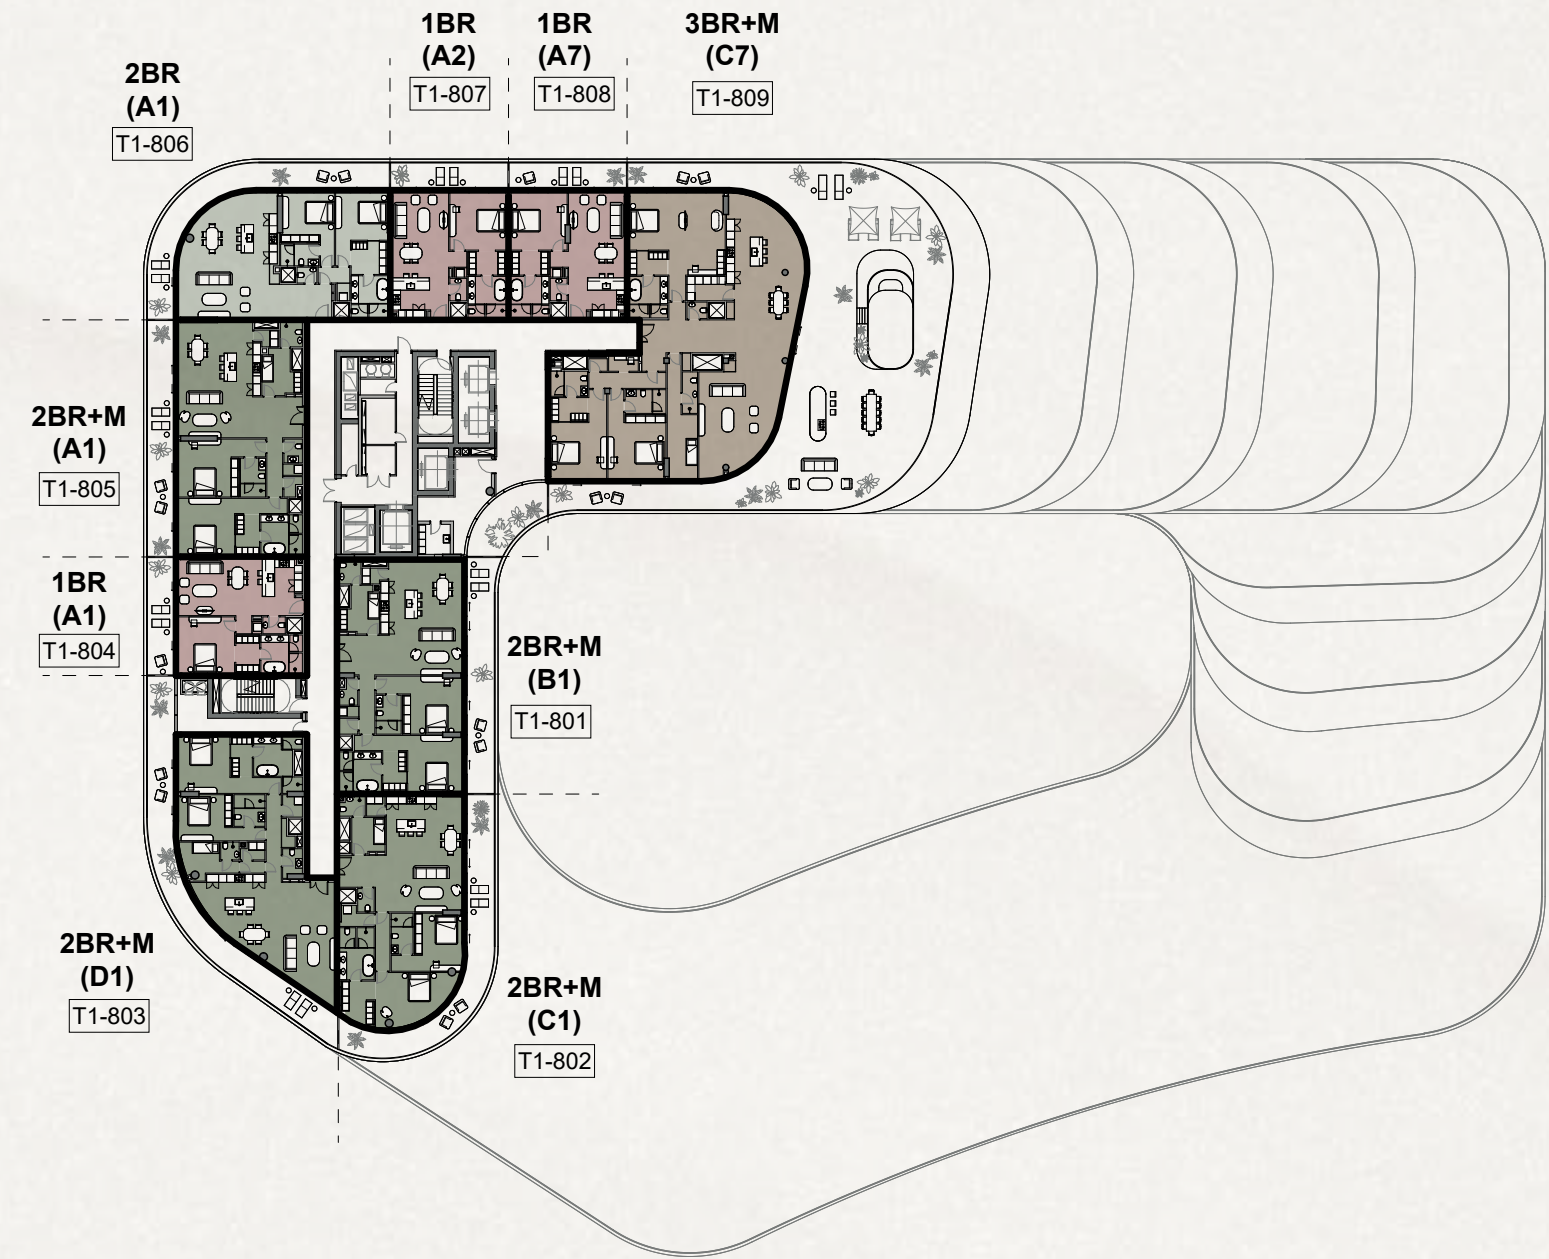 1BR
(A2)
T1-807
1BR
(A7)
T1-808
3BR+M
(C7)
T1-809
2BR
(A1)
T1-806
2BR+M
(A1)
T1-805
1BR
(A1)
T1-804
2BR+M
(B1)
T1-801
2BR+M
(D1)
T1-803
2BR+M
(C1)
T1-802